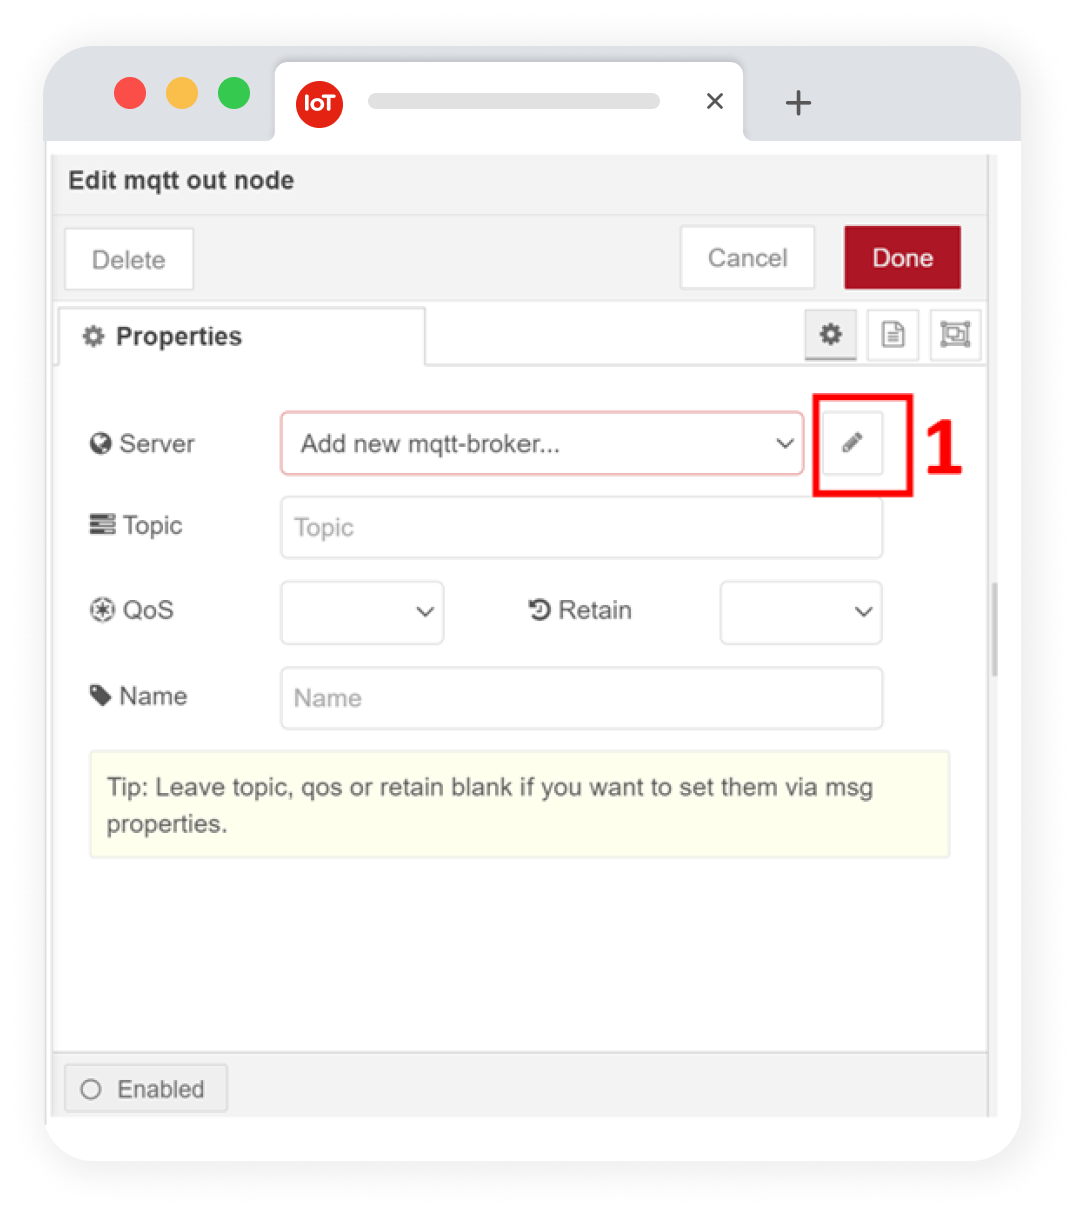 IoT
Edit mqtt out node
Delete
Cancel
Done
Properties
Server
Add new mqtt-broker...
1
Topic
Topic
QoS
Retain
Name
Name
Tip: Leave topic, qos or retain blank if you want to set them via msg
properties.
Enabled